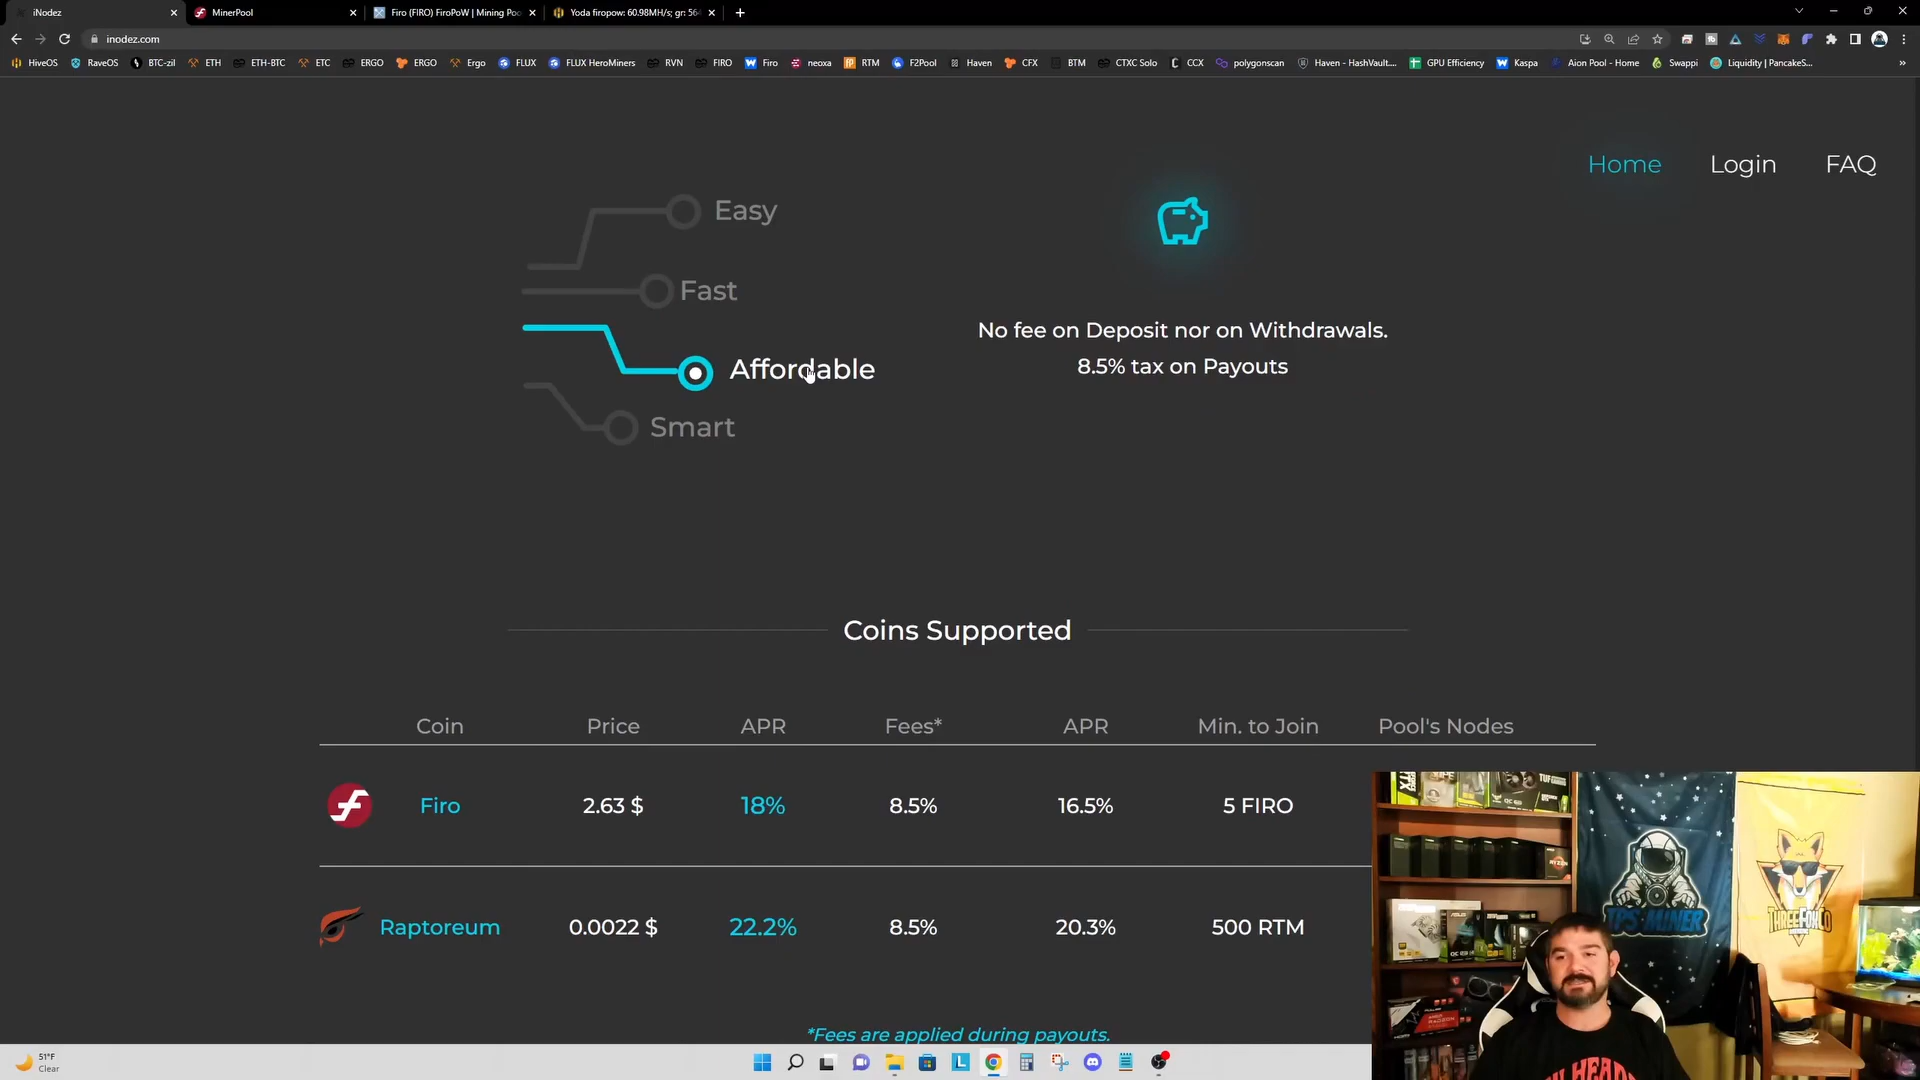 iNodez
MinerPool
Firo (FIRO) FiroPoW | Mining Poo
Yoda firopow: 60.98MH/s; gr: 564
inodez.com
HiveOS RaveOS BTC-zil ETH ETH-BTC ETC ERGO ERGO Ergo FLUX FLUX HeroMiners RVN FIRO Firo neoxa RTM F2Pool Haven CFX BTM CTXC Solo CCX polygonscan Haven - HashVault.... GPU Efficiency Kaspa Aion Pool - Home Swappi Liquidity | PancakeS...
Home Login FAQ
Easy
Fast
Affordable
Smart
No fee on Deposit nor on Withdrawals.
8.5% tax on Payouts
Coins Supported
Coin Price APR Fees* APR Min. to Join Pool's Nodes
Firo 2.63 $ 18% 8.5% 16.5% 5 FIRO
Raptoreum 0.0022 $ 22.2% 8.5% 20.3% 500 RTM
*Fees are applied during payouts.
TPS MINER
THREEFOXCO
51°F
Clear